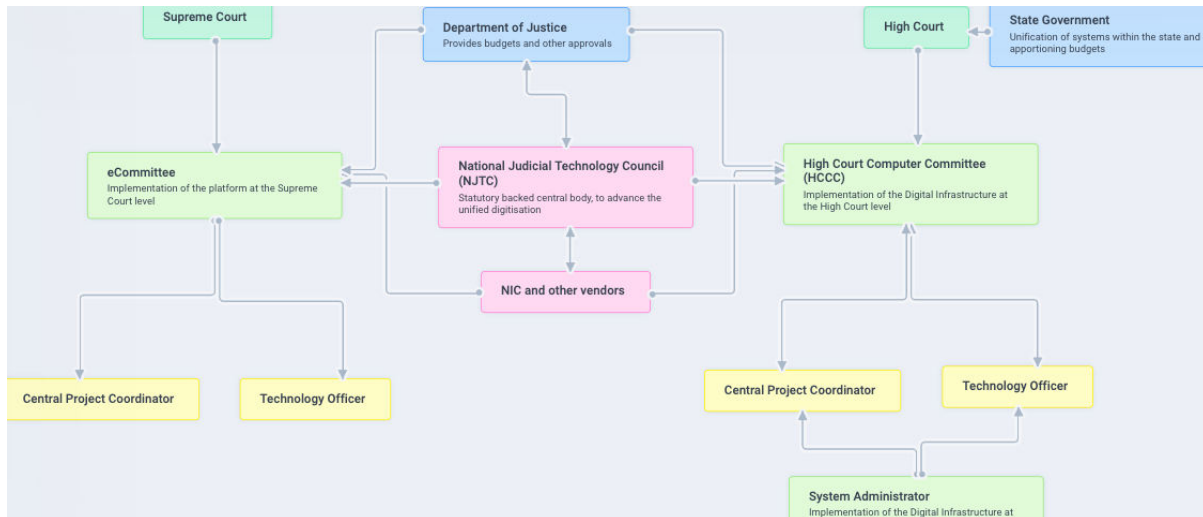 Supreme Court
Department of Justice
Provides budgets and other approvals
High Court
State Government
Unification of systems within the state and
apportioning budgets
eCommittee
Implementation of the platform at the Supreme
Court level
National Judicial Technology Council
(NJTC)
Statutory backed central body, to advance the
unified digitisation
High Court Computer Committee
(HCCC)
Implementation of the Digital Infrastructure at
the High Court level
NIC and other vendors
Central Project Coordinator
Technology Officer
Central Project Coordinator
Technology Officer
System Administrator
Implementation of the Digital Infrastructure at